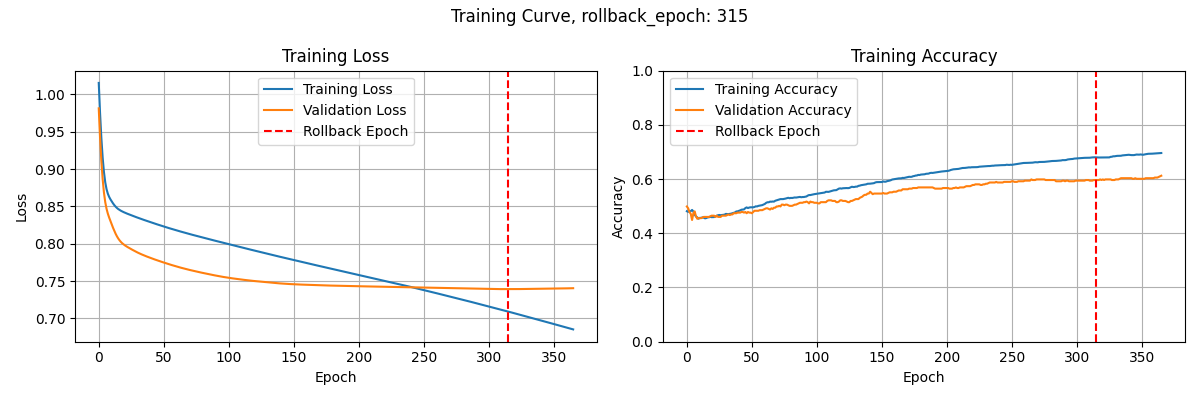 Training Curve, rollback_epoch: 315
Training Loss
Training Loss
Validation Loss
Rollback Epoch
1.00
0.95
0.90
0.85
0.80
0.75
0.70
Loss
0
50
100
150
200
250
300
350
Epoch
Training Accuracy
Training Accuracy
Validation Accuracy
Rollback Epoch
1.0
0.8
0.6
0.4
0.2
0.0
Accuracy
0
50
100
150
200
250
300
350
Epoch